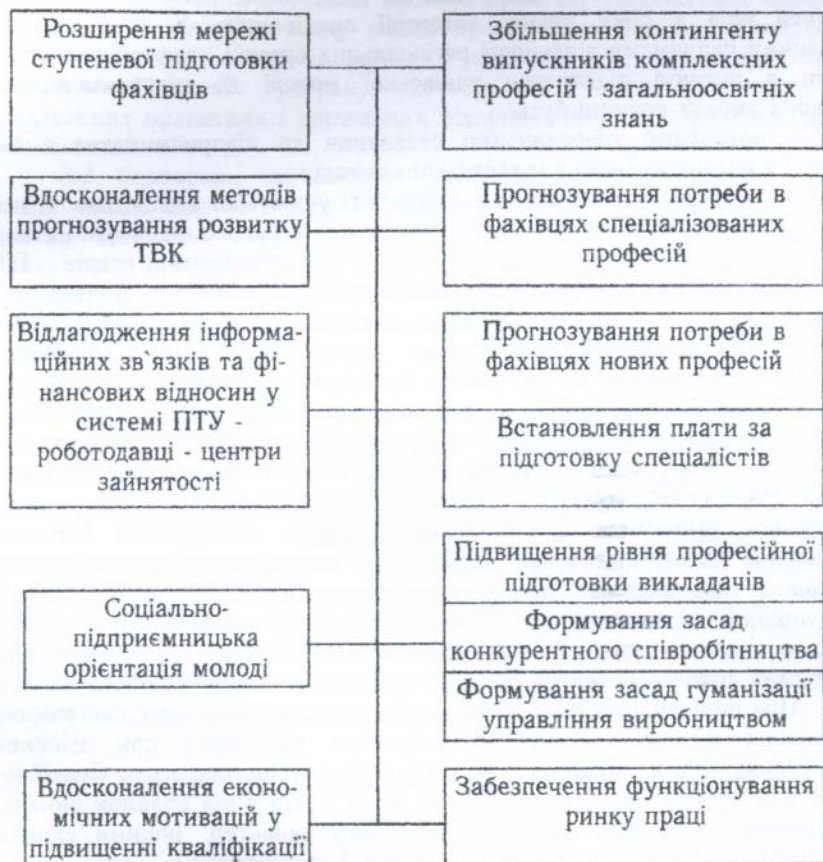 Розширення мережі
ступеневої підготовки
фахівців
Збільшення контингенту
випускників комплексних
професій і загальноосвітніх
знань
Вдосконалення методів
прогнозування розвитку
ТВК
Прогнозування потреби в
фахівцях спеціалізованих
професій
Відлагодження інформа-
ційних зв`язків та фі-
нансових відносин у
системі ПТУ -
роботодавці - центри
зайнятості
Прогнозування потреби в
фахівцях нових професій
Встановлення плати за
підготовку спеціалістів
Соціально-
підприємницька
орієнтація молоді
Підвищення рівня професійної
підготовки викладачів
Формування засад
конкурентного співробітництва
Формування засад гуманізації
управління виробництвом
Вдосконалення еконо-
мічних мотивацій у
підвищенні кваліфікації
Забезпечення функціонування
ринку праці